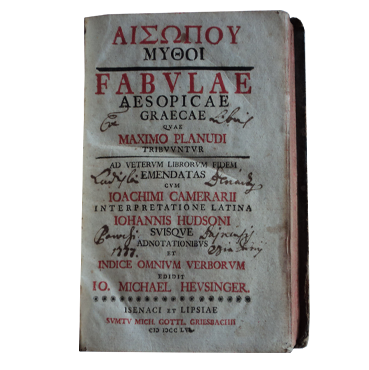 ΑΙΣΩΠΟΥ
ΜΥΘΟΙ
FABVLAE
AESOPICAE
GRAECAE
QVAE
MAXIMO PLANUDI
TRIBVVNTVR
AD VETERVM LIBRORVM FIDEM
EMENDATAS
CVM
IOACHIMI CAMERARII
INTERPRETATIONE LATINA
IOHANNIS HUDSONI
SVISQVE
ADNOTATIONIBVS
ET
INDICE OMNIVM VERBORVM
EDIDIT
IO. MICHAEL HEVSINGER.
ISENACI ET LIPSIAE
SVMTV MICH. GOTTL. GRIESBACHII
Ex Libris